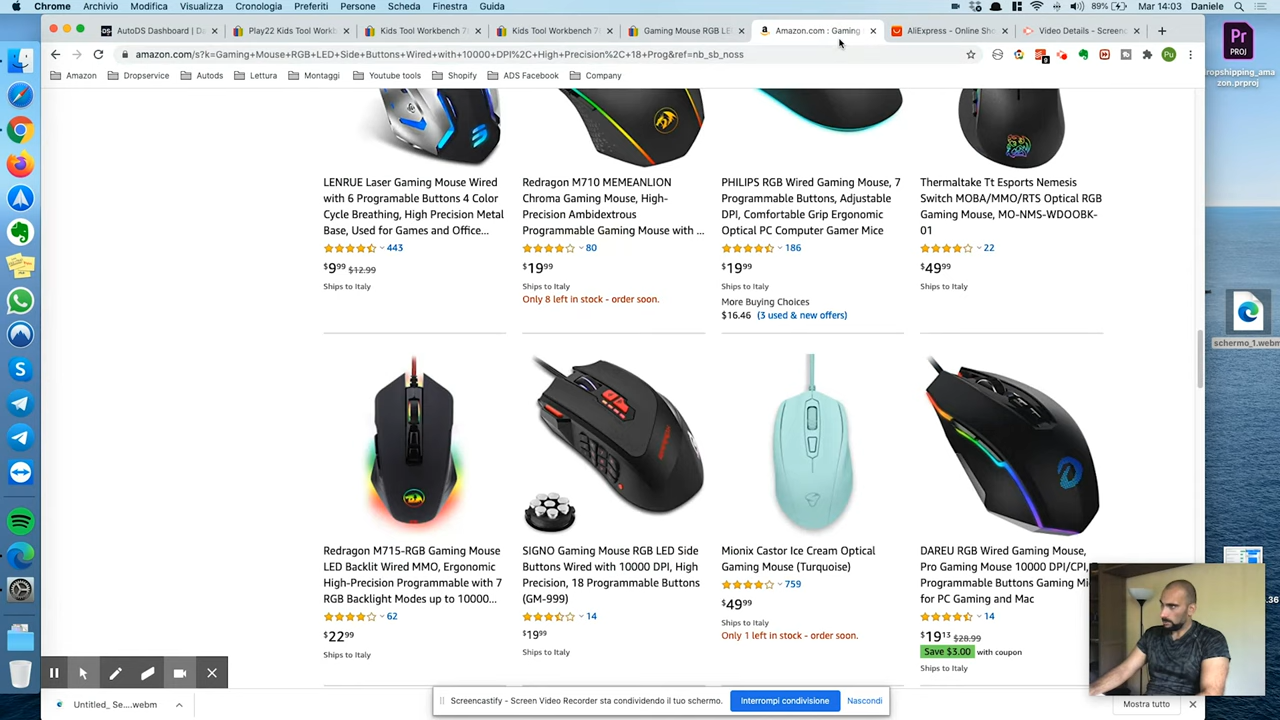 Chrome Archivio Modifica Visualizza Cronologia Preferiti Persone Scheda Finestra Guida
89% Mar 14:03 Daniele
AutoDS Dashboard | D
Play22 Kids Tool Workb
Kids Tool Workbench 7
Kids Tool Workbench 7
Gaming Mouse RGB LE
Amazon.com : Gaming
AliExpress - Online Sh
Video Details - Screenc
amazon.com/s?k=Gaming+Mouse+RGB+LED+Side+Buttons+Wired+with+10000+DPI%2C+High+Precision%2C+18+Prog&ref=nb_sb_noss
9
Pu
Amazon Dropservice Autods Lettura Montaggi Youtube tools Shopify ADS Facebook Company
Pr
PROJ
ropshipping_ama
zon.prproj
LENRUE Laser Gaming Mouse Wired
with 6 Programable Buttons 4 Color
Cycle Breathing, High Precision Metal
Base, Used for Games and Office...
443
$9.99 $12.99
Ships to Italy
Redragon M710 MEMEANLION
Chroma Gaming Mouse, High-
Precision Ambidextrous
Programmable Gaming Mouse with ...
80
$19.99
Ships to Italy
Only 8 left in stock - order soon.
PHILIPS RGB Wired Gaming Mouse, 7
Programmable Buttons, Adjustable
DPI, Comfortable Grip Ergonomic
Optical PC Computer Gamer Mice
186
$19.99
Ships to Italy
More Buying Choices
$16.46 (3 used & new offers)
Thermaltake Tt Esports Nemesis
Switch MOBA/MMO/RTS Optical RGB
Gaming Mouse, MO-NMS-WDOOBK-
01
22
$49.99
Ships to Italy
schermo_1.webm
Redragon M715-RGB Gaming Mouse
LED Backlit Wired MMO, Ergonomic
High-Precision Programmable with 7
RGB Backlight Modes up to 10000...
62
$22.99
Ships to Italy
SIGNO Gaming Mouse RGB LED Side
Buttons Wired with 10000 DPI, High
Precision, 18 Programmable Buttons
(GM-999)
14
$19.99
Ships to Italy
Mionix Castor Ice Cream Optical
Gaming Mouse (Turquoise)
759
$49.99
Ships to Italy
Only 1 left in stock - order soon.
DAREU RGB Wired Gaming Mouse,
Pro Gaming Mouse 10000 DPI/CPI,
Programmable Buttons Gaming Mi
for PC Gaming and Mac
14
$19.13 $28.99
Save $3.00 with coupon
Ships to Italy
Screencastify - Screen Video Recorder sta condividendo il tuo schermo. Interrompi condivisione Nascondi
Untitled_ Se....webm
Mostra tutto